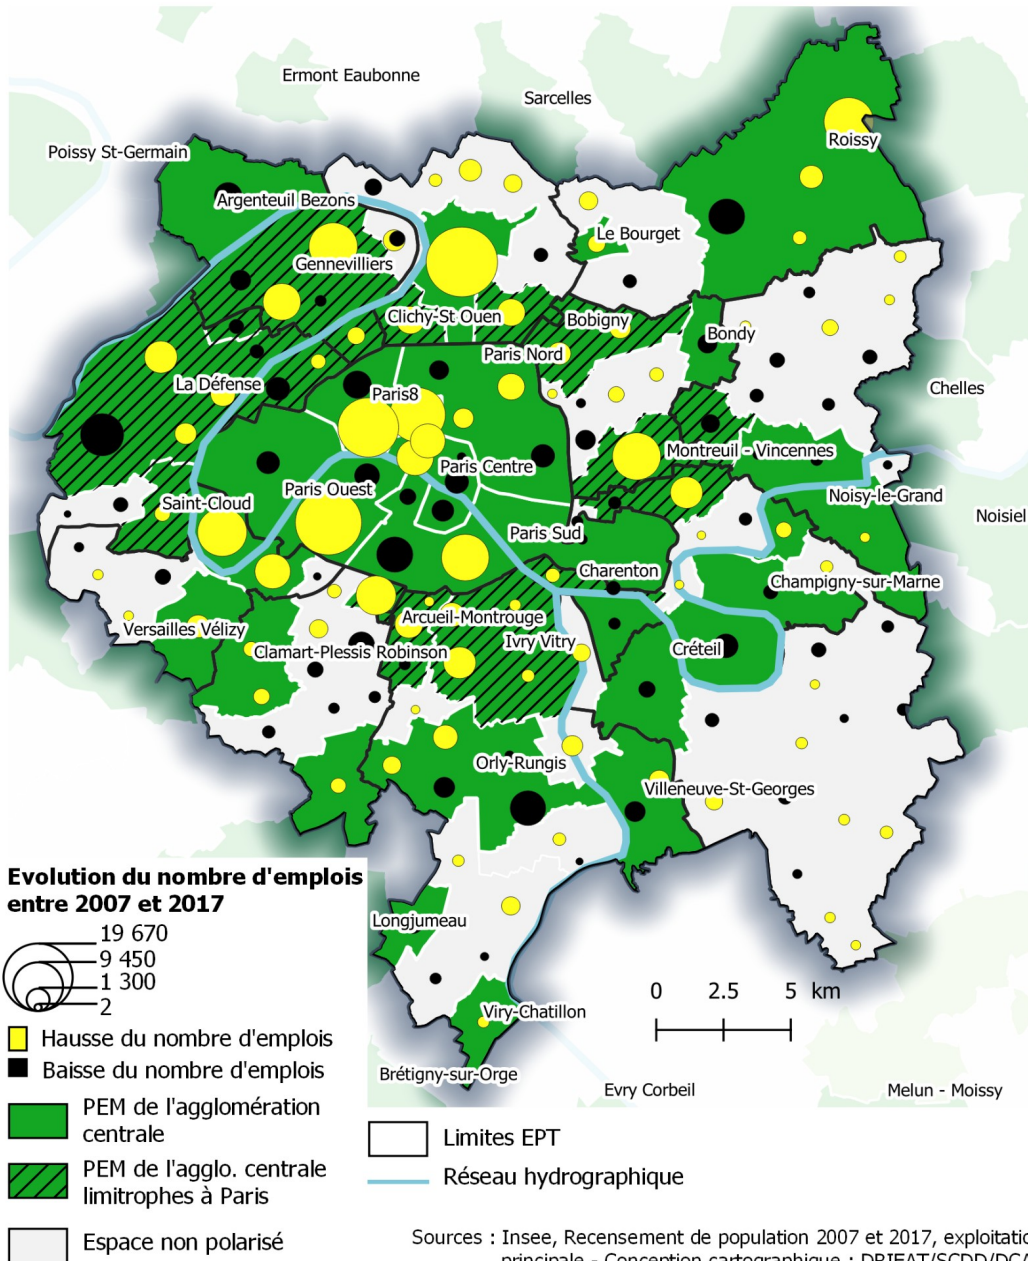 Ermont Eaubonne
Sarcelles
Roissy
Poissy St-Germain
Argenteuil Bezons
Le Bourget
Gennevilliers
Clichy-St Ouen
Bobigny
Bondy
Paris Nord
La Défense
Paris8
Chelles
Montreuil - Vincennes
Paris Centre
Paris Ouest
Saint-Cloud
Noisy-le-Grand
Noisiel
Paris Sud
Charenton
Champigny-sur-Marne
Arcueil-Montrouge
Versailles Vélizy
Ivry Vitry
Clamart-Plessis Robinson
Créteil
Orly-Rungis
Villeneuve-St-Georges
Longjumeau
Viry-Chatillon
Brétigny-sur-Orge
Evry Corbeil
Melun - Moissy
0 2.5 5 km
Evolution du nombre d'emplois
entre 2007 et 2017
19 670
9 450
1 300
2
Hausse du nombre d'emplois
Baisse du nombre d'emplois
PEM de l'agglomération
centrale
PEM de l'agglo. centrale
limitrophes à Paris
Espace non polarisé
Limites EPT
Réseau hydrographique
Sources : Insee, Recensement de population 2007 et 2017, exploitatio
principale - Conception cartographique : DRIEAT/SCDD/DCA